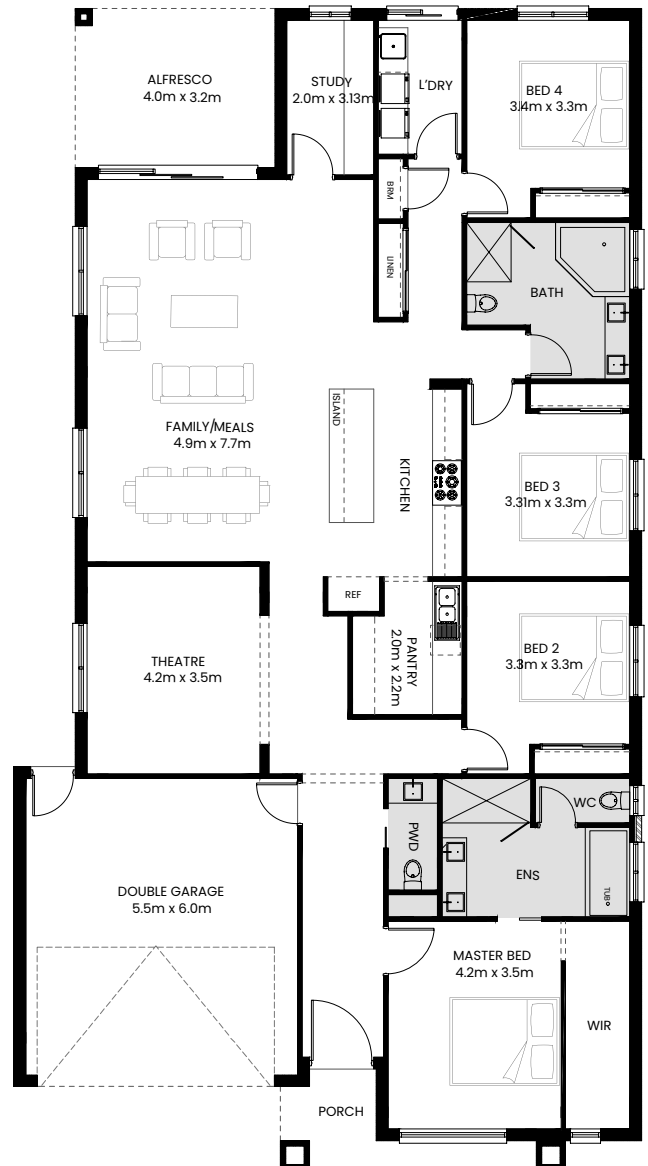 ALFRESCO
4.0m x 3.2m
STUDY
2.0m x 3.13m
L'DRY
BED 4
3.4m x 3.3m
BRM
LINEN
BATH
ISLAND
FAMILY/MEALS
4.9m x 7.7m
KITCHEN
BED 3
3.31m x 3.3m
REF
THEATRE
4.2m x 3.5m
PANTRY
2.0m x 2.2m
BED 2
3.3m x 3.3m
WC
PWD
ENS
TUB
DOUBLE GARAGE
5.5m x 6.0m
MASTER BED
4.2m x 3.5m
WIR
PORCH